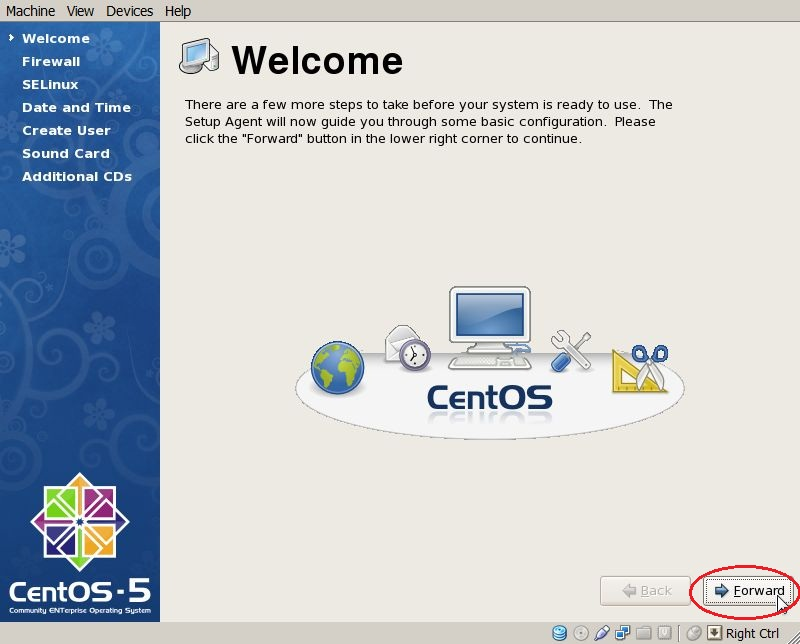 Machine View Devices Help
Welcome
Firewall
SELinux
Date and Time
Create User
Sound Card
Additional CDs
Welcome
There are a few more steps to take before your system is ready to use. The
Setup Agent will now guide you through some basic configuration. Please
click the "Forward" button in the lower right corner to continue.
CentOS
CentOS-5
Community ENTerprise Operating System
Back
Forward
Right Ctrl